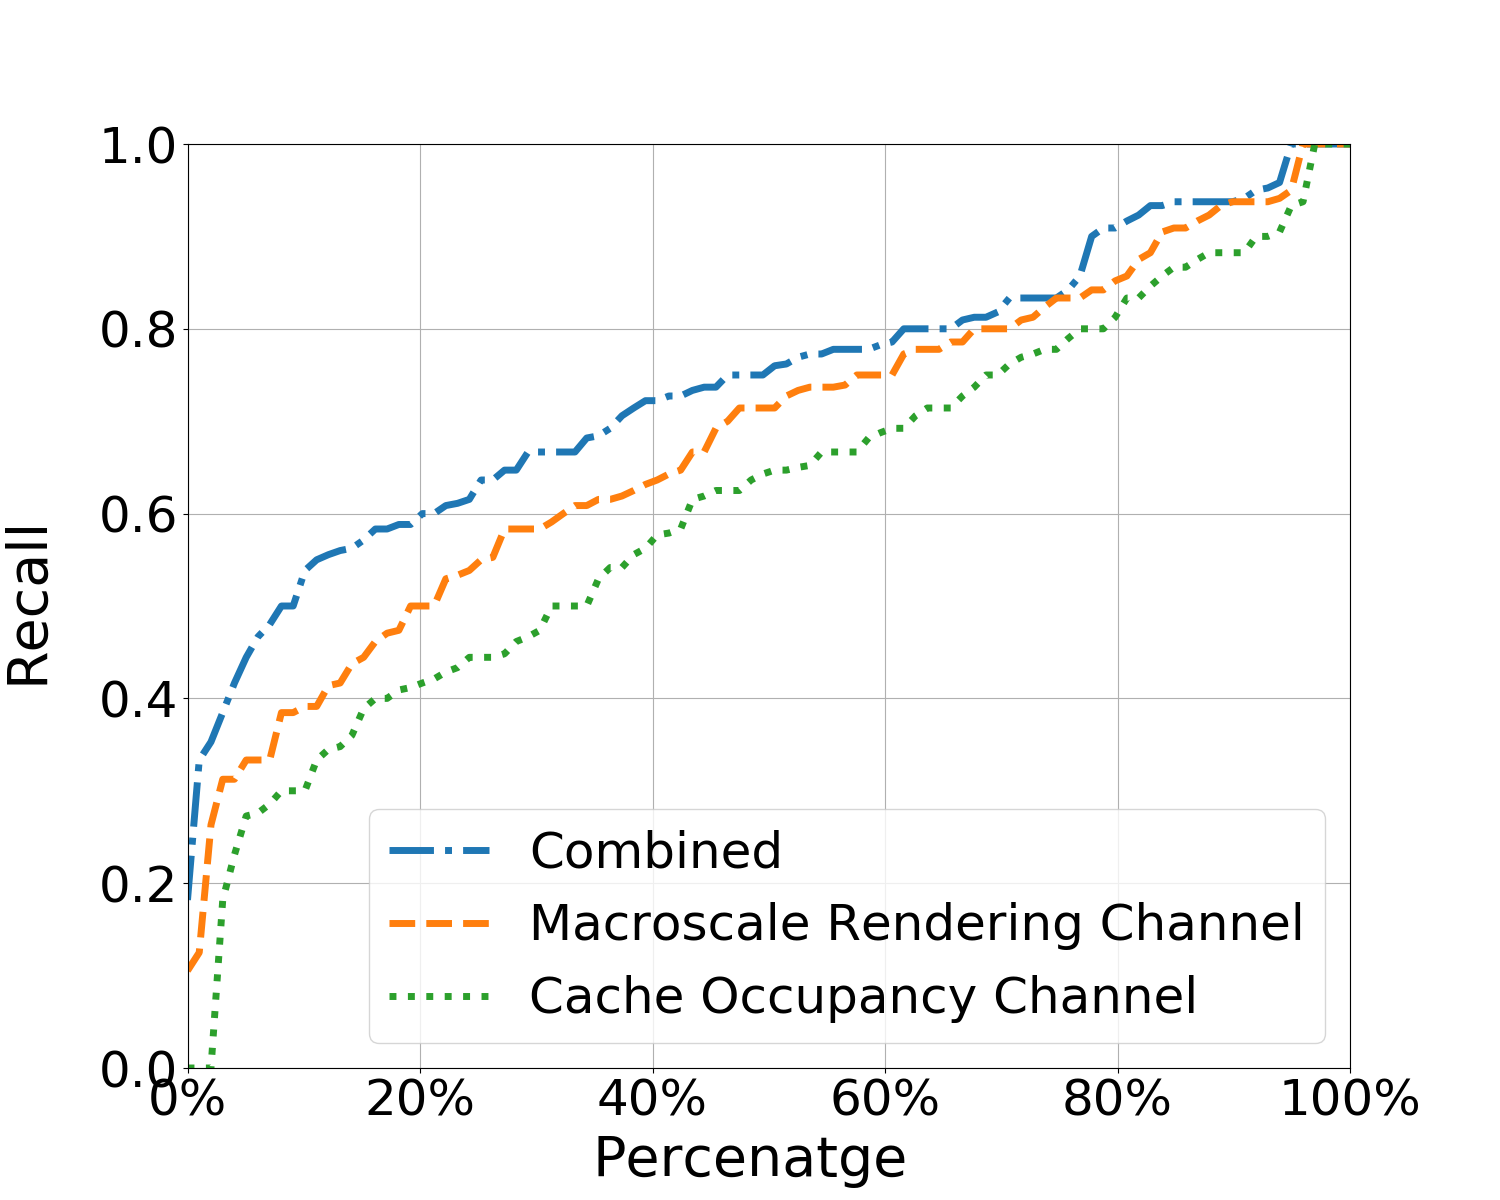 1.0
0.8
0.6
0.4
0.2
0.0
Recall
Combined
Macroscale Rendering Channel
Cache Occupancy Channel
0% 20% 40% 60% 80% 100%
Percenatge